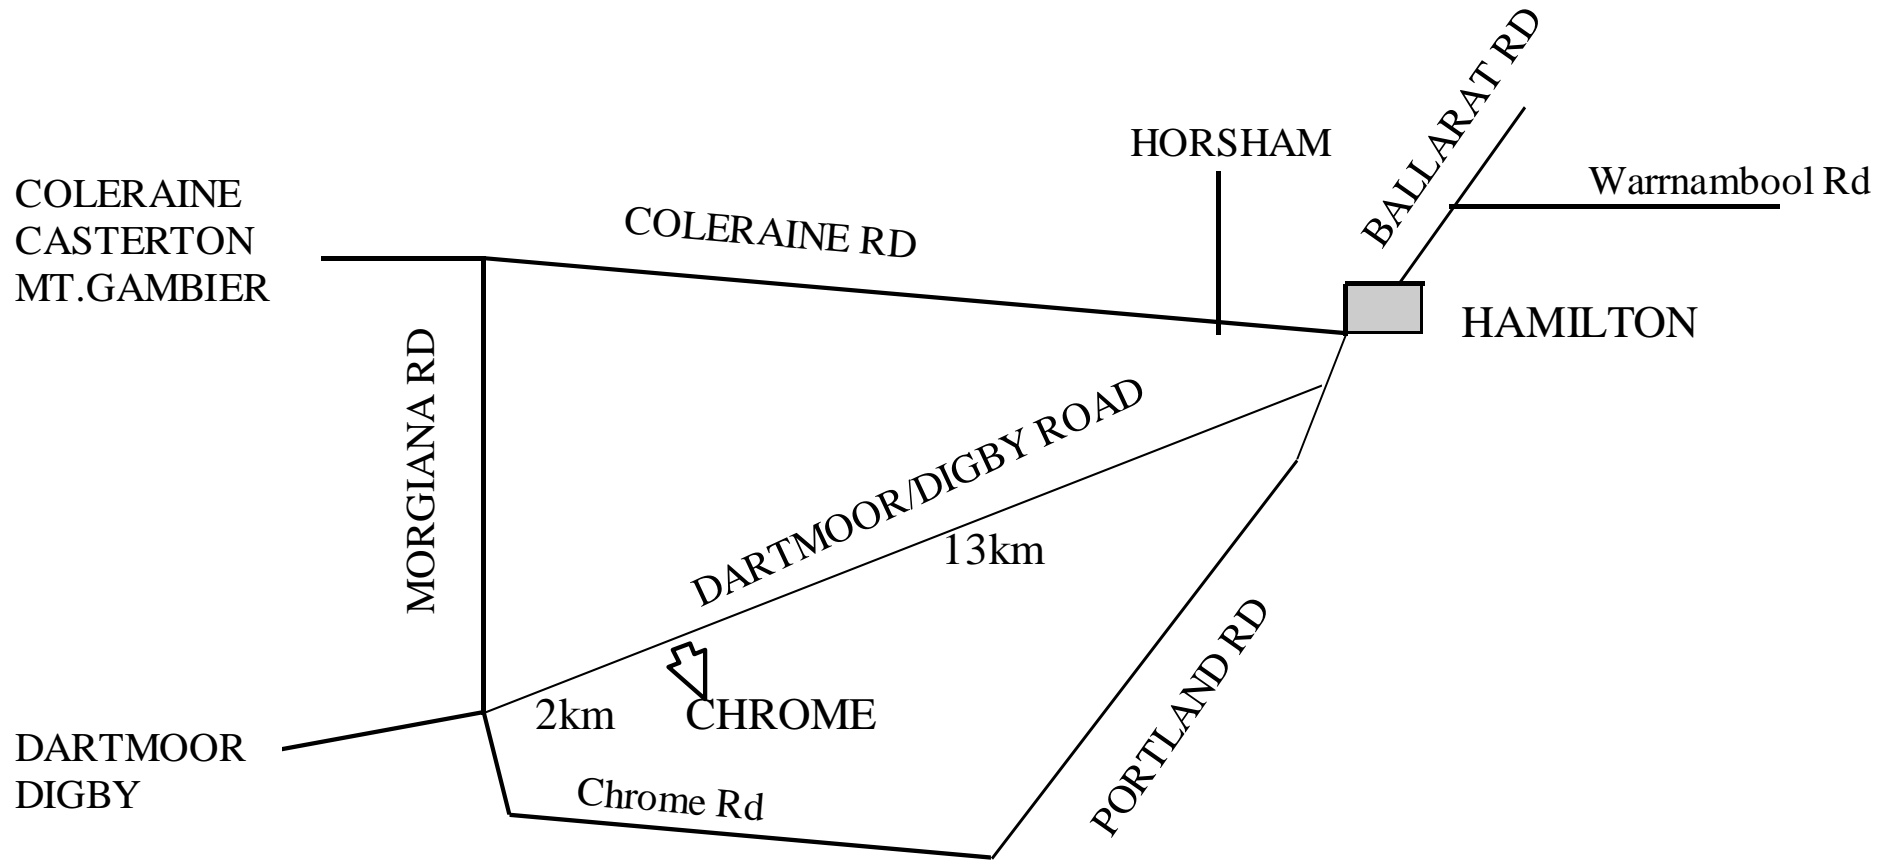 BALLARAT RD
HORSHAM
Warrnambool Rd
COLERAINE
CASTERTON
MT.GAMBIER
COLERAINE RD
HAMILTON
MORGIANA RD
DARTMOOR/DIGBY ROAD
13km
2km
CHROME
PORTLAND RD
DARTMOOR
DIGBY
Chrome Rd